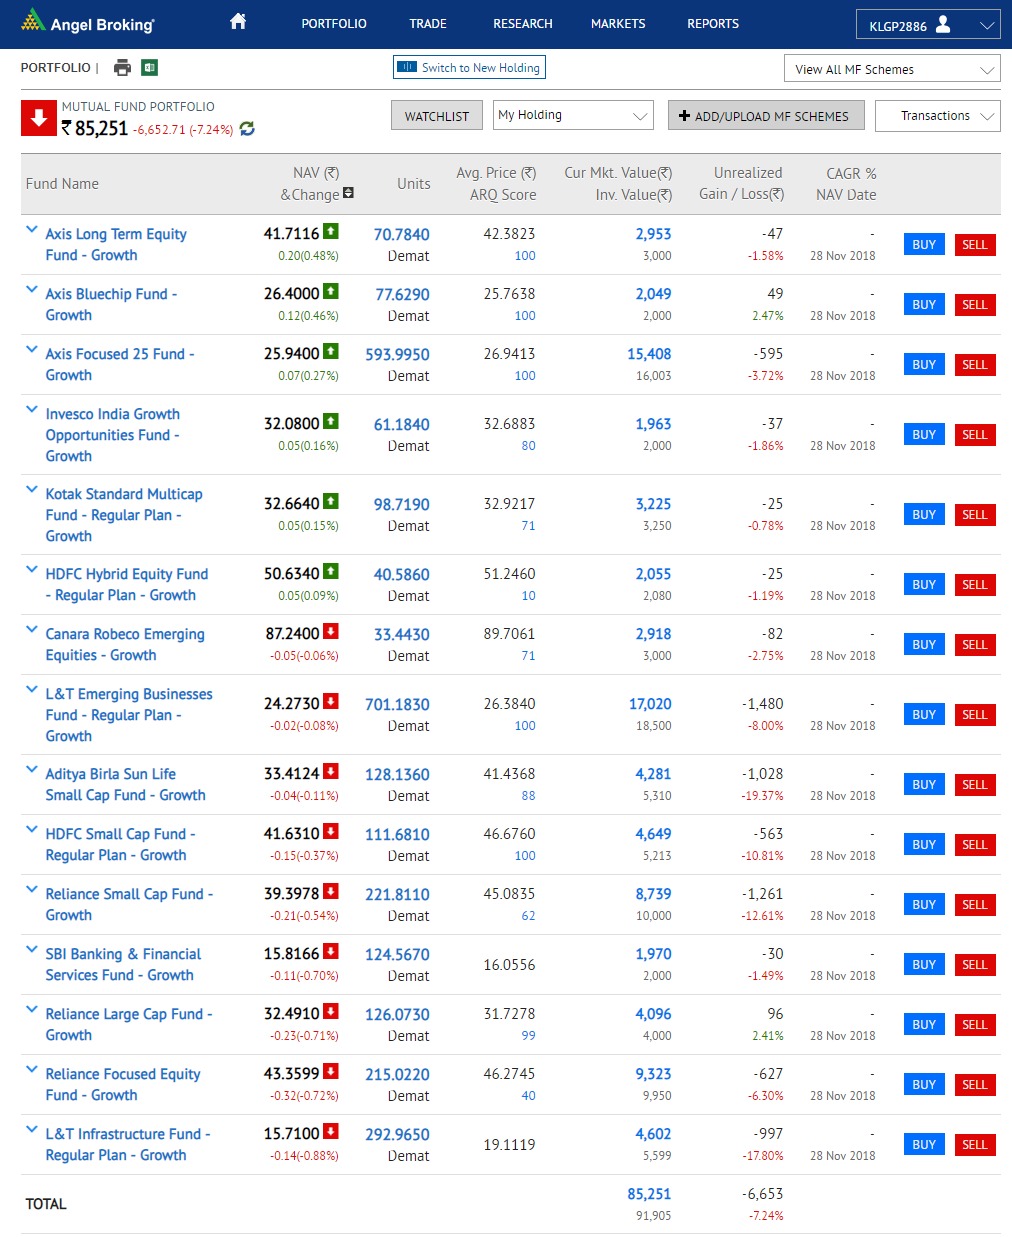 Angel Broking
PORTFOLIO TRADE RESEARCH MARKETS REPORTS KLGP2886
PORTFOLIO | Switch to New Holding View All MF Schemes
MUTUAL FUND PORTFOLIO
₹ 85,251 -6,652.71 (-7.24%) WATCHLIST My Holding ADD/UPLOAD MF SCHEMES Transactions
Fund Name NAV (₹) &Change Units Avg. Price (₹) ARQ Score Cur Mkt. Value(₹) Inv. Value(₹) Unrealized Gain / Loss(₹) CAGR % NAV Date
Axis Long Term Equity 41.7116 70.7840 42.3823 2,953 -47 -
Fund - Growth 0.20(0.48%) Demat 100 3,000 -1.58% 28 Nov 2018 BUY SELL
Axis Bluechip Fund - 26.4000 77.6290 25.7638 2,049 49 -
Growth 0.12(0.46%) Demat 100 2,000 2.47% 28 Nov 2018 BUY SELL
Axis Focused 25 Fund - 25.9400 593.9950 26.9413 15,408 -595 -
Growth 0.07(0.27%) Demat 100 16,003 -3.72% 28 Nov 2018 BUY SELL
Invesco India Growth
Opportunities Fund - 32.0800 61.1840 32.6883 1,963 -37 -
Growth 0.05(0.16%) Demat 80 2,000 -1.86% 28 Nov 2018 BUY SELL
Kotak Standard Multicap
Fund - Regular Plan - 32.6640 98.7190 32.9217 3,225 -25 -
Growth 0.05(0.15%) Demat 71 3,250 -0.78% 28 Nov 2018 BUY SELL
HDFC Hybrid Equity Fund 50.6340 40.5860 51.2460 2,055 -25 -
- Regular Plan - Growth 0.05(0.09%) Demat 10 2,080 -1.19% 28 Nov 2018 BUY SELL
Canara Robeco Emerging 87.2400 33.4430 89.7061 2,918 -82 -
Equities - Growth -0.05(-0.06%) Demat 71 3,000 -2.75% 28 Nov 2018 BUY SELL
L&T Emerging Businesses
Fund - Regular Plan - 24.2730 701.1830 26.3840 17,020 -1,480 -
Growth -0.02(-0.08%) Demat 100 18,500 -8.00% 28 Nov 2018 BUY SELL
Aditya Birla Sun Life 33.4124 128.1360 41.4368 4,281 -1,028 -
Small Cap Fund - Growth -0.04(-0.11%) Demat 88 5,310 -19.37% 28 Nov 2018 BUY SELL
HDFC Small Cap Fund - 41.6310 111.6810 46.6760 4,649 -563 -
Regular Plan - Growth -0.15(-0.37%) Demat 100 5,213 -10.81% 28 Nov 2018 BUY SELL
Reliance Small Cap Fund - 39.3978 221.8110 45.0835 8,739 -1,261 -
Growth -0.21(-0.54%) Demat 62 10,000 -12.61% 28 Nov 2018 BUY SELL
SBI Banking & Financial 15.8166 124.5670 16.0556 1,970 -30 -
Services Fund - Growth -0.11(-0.70%) Demat 2,000 -1.49% 28 Nov 2018 BUY SELL
Reliance Large Cap Fund - 32.4910 126.0730 31.7278 4,096 96 -
Growth -0.23(-0.71%) Demat 99 4,000 2.41% 28 Nov 2018 BUY SELL
Reliance Focused Equity 43.3599 215.0220 46.2745 9,323 -627 -
Fund - Growth -0.32(-0.72%) Demat 40 9,950 -6.30% 28 Nov 2018 BUY SELL
L&T Infrastructure Fund - 15.7100 292.9650 19.1119 4,602 -997 -
Regular Plan - Growth -0.14(-0.88%) Demat 5,599 -17.80% 28 Nov 2018 BUY SELL
TOTAL 85,251 -6,653
91,905 -7.24%